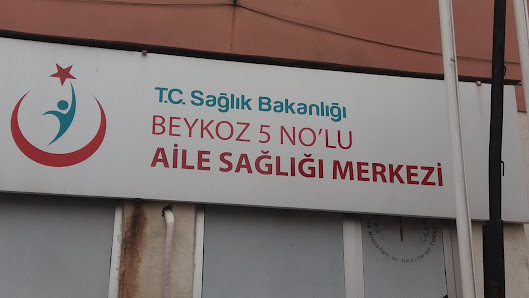 T.C. Sağlık Bakanlığı
BEYKOZ 5 NO'LU
AİLE SAĞLIĞI MERKEZİ